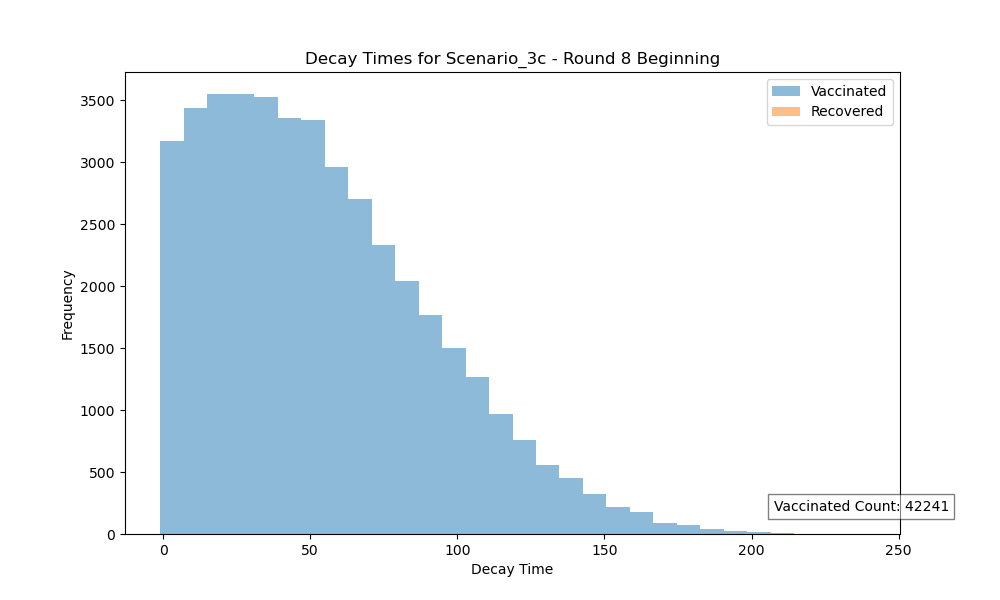 Decay Times for Scenario_3c - Round 8 Beginning
Vaccinated
Recovered
3500
3000
2500
2000
1500
1000
500
0
Frequency
Vaccinated Count: 42241
0
50
100
150
200
250
Decay Time